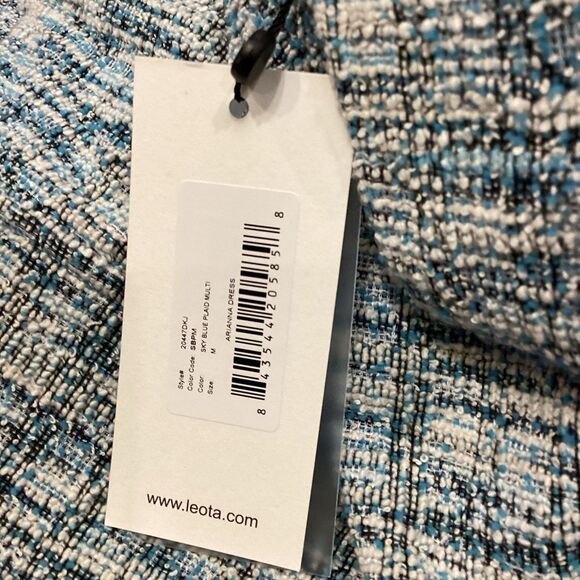 Style# 20447DKJ
Color Code: SBPM
Color: SKY BLUE PLAID MULTI
Size: M
ARIANNA DRESS
8 43544 20585 8
www.leota.com